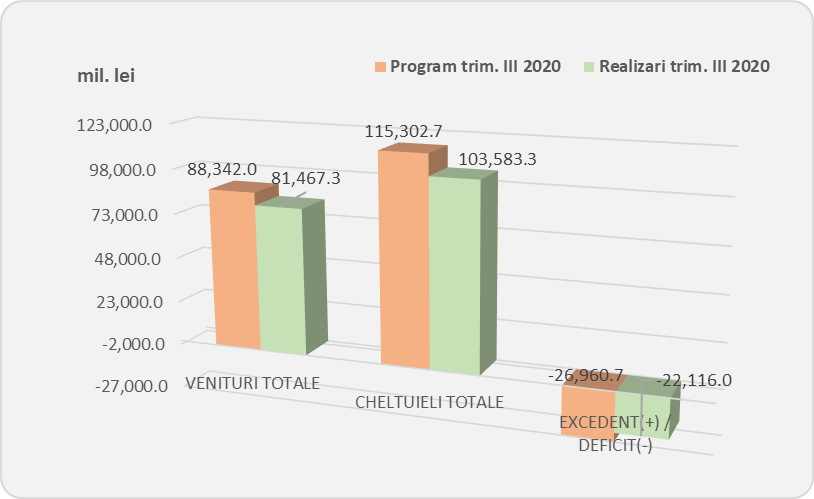 mil. lei
Program trim. III 2020
Realizari trim. III 2020
123,000.0
98,000.0
73,000.0
48,000.0
23,000.0
-2,000.0
-27,000.0
88,342.0
81,467.3
115,302.7
103,583.3
-26,960.7
-22,116.0
VENITURI TOTALE
CHELTUIELI TOTALE
EXCEDENT(+) /
DEFICIT(-)